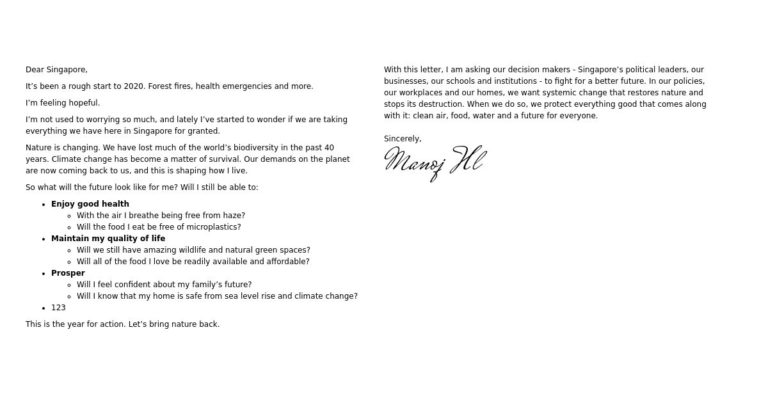 Dear Singapore,
It’s been a rough start to 2020. Forest fires, health emergencies and more.
I’m feeling hopeful.
I’m not used to worrying so much, and lately I’ve started to wonder if we are taking
everything we have here in Singapore for granted.
Nature is changing. We have lost much of the world’s biodiversity in the past 40
years. Climate change has become a matter of survival. Our demands on the planet
are now coming back to us, and this is shaping how I live.
So what will the future look like for me? Will I still be able to:
• Enjoy good health
◦ With the air I breathe being free from haze?
◦ Will the food I eat be free of microplastics?
• Maintain my quality of life
◦ Will we still have amazing wildlife and natural green spaces?
◦ Will all of the food I love be readily available and affordable?
• Prosper
◦ Will I feel confident about my family’s future?
◦ Will I know that my home is safe from sea level rise and climate change?
• 123
This is the year for action. Let’s bring nature back.
With this letter, I am asking our decision makers - Singapore’s political leaders, our
businesses, our schools and institutions - to fight for a better future. In our policies,
our workplaces and our homes, we want systemic change that restores nature and
stops its destruction. When we do so, we protect everything good that comes along
with it: clean air, food, water and a future for everyone.
Sincerely,
Manoj Hl